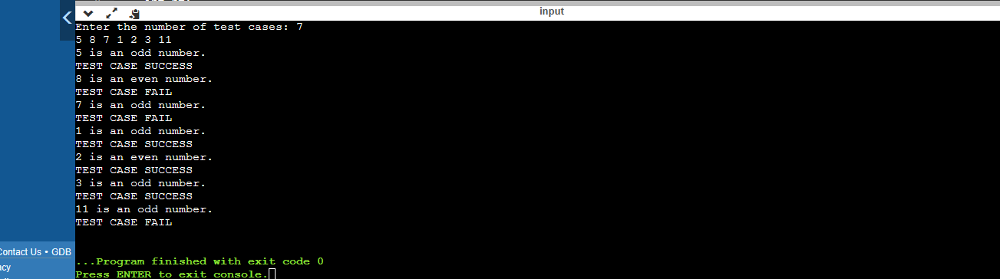 input
Enter the number of test cases: 7
5 8 7 1 2 3 11
5 is an odd number.
TEST CASE SUCCESS
8 is an even number.
TEST CASE FAIL
7 is an odd number.
TEST CASE FAIL
1 is an odd number.
TEST CASE SUCCESS
2 is an even number.
TEST CASE SUCCESS
3 is an odd number.
TEST CASE SUCCESS
11 is an odd number.
TEST CASE FAIL
Contact Us • GDB
...Program finished with exit code 0
Press ENTER to exit console.